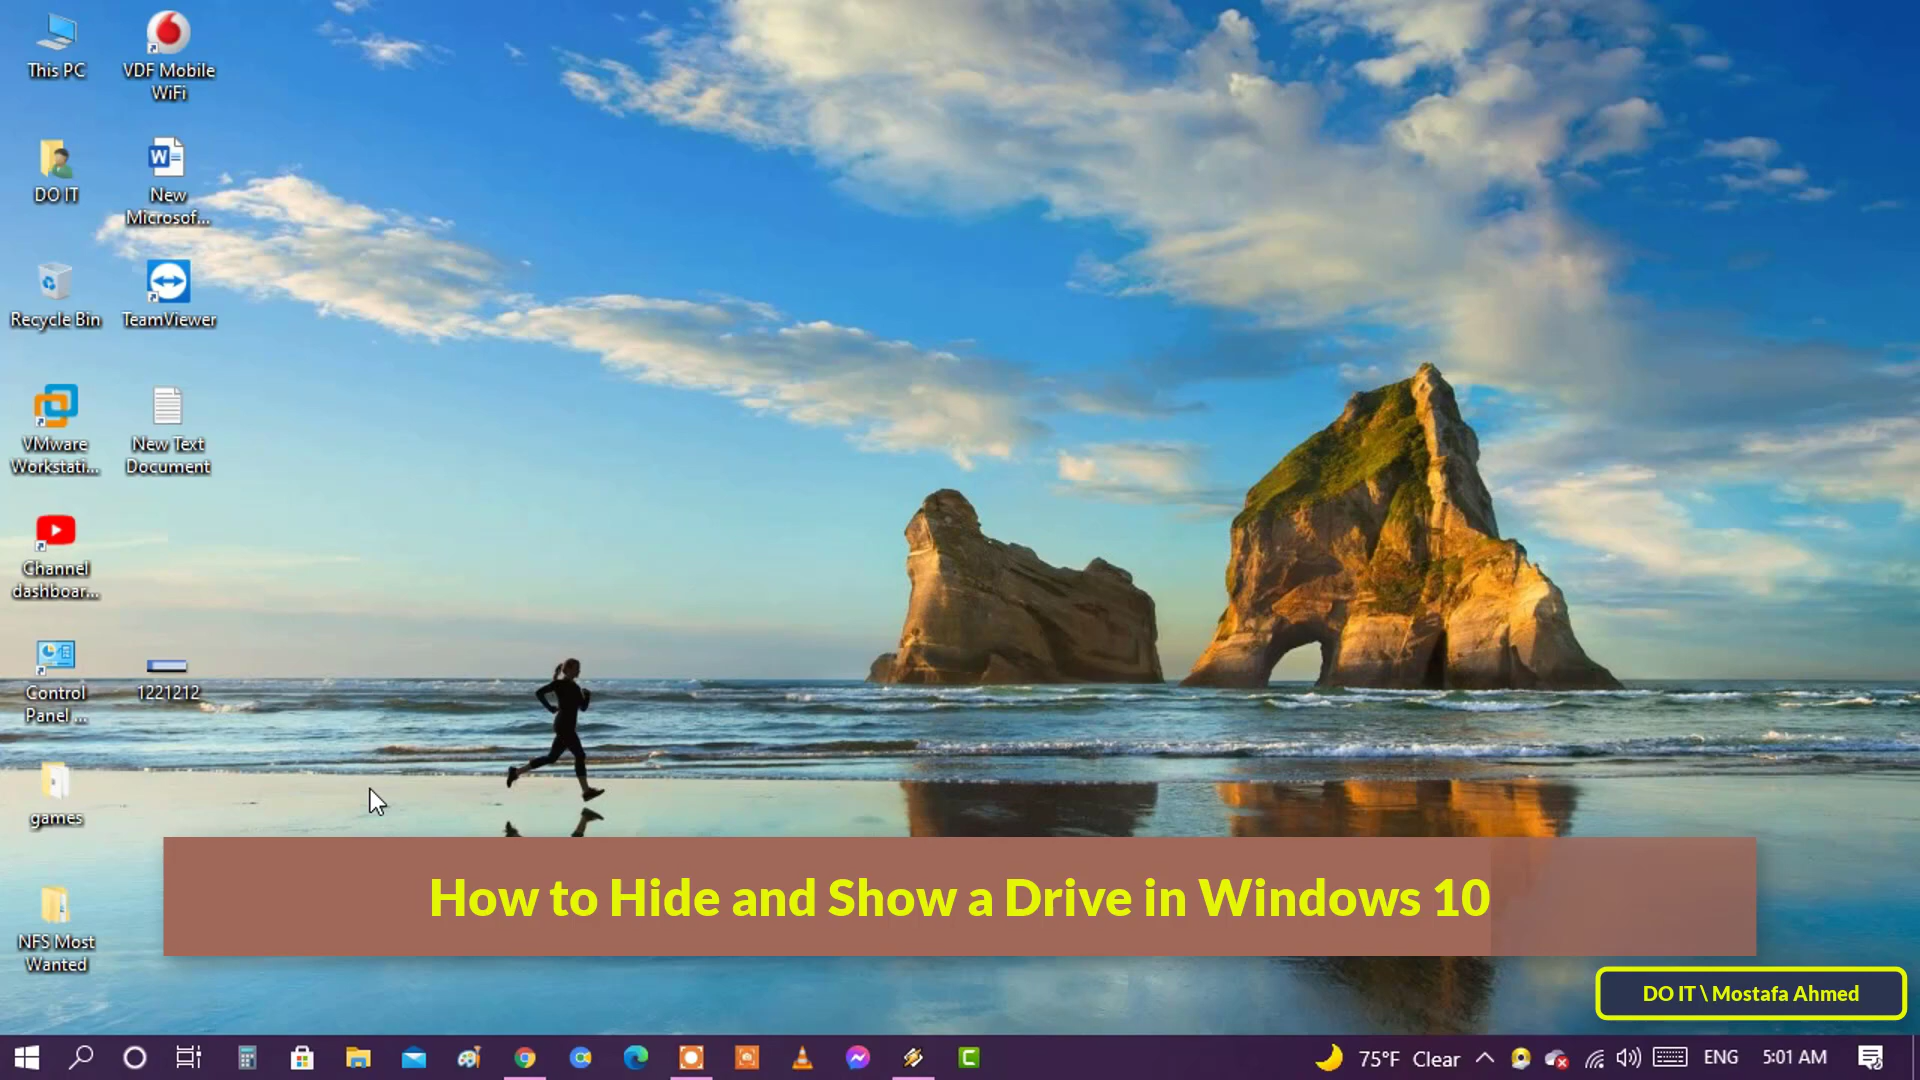 This PC
VDF Mobile
WiFi
DO IT
New
Microsof...
Recycle Bin
TeamViewer
VMware
Workstati...
New Text
Document
Channel
dashboar...
Control
Panel ...
1221212
games
NFS Most
Wanted
How to Hide and Show a Drive in Windows 10
DO IT \ Mostafa Ahmed
75°F Clear
ENG
5:01 AM